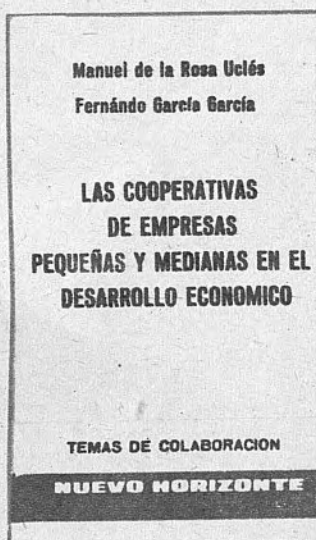 Manuel de la Rosa Uclés
Fernándo García García
LAS COOPERATIVAS
DE EMPRESAS
PEQUEÑAS Y MEDIANAS EN EL
DESARROLLO ECONOMICO
TEMAS DE COLABORACION
NUEVO HORIZONTE